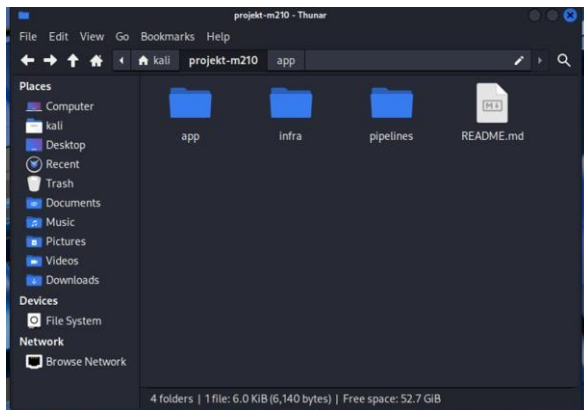 projekt-m210 - Thunar
File Edit View Go Bookmarks Help
kali projekt-m210 app
Places
Computer
kali
Desktop
Recent
Trash
Documents
Music
Pictures
Videos
Downloads
Devices
File System
Network
Browse Network
app infra pipelines README.md
4 folders | 1 file: 6.0 KiB (6,140 bytes) | Free space: 52.7 GiB